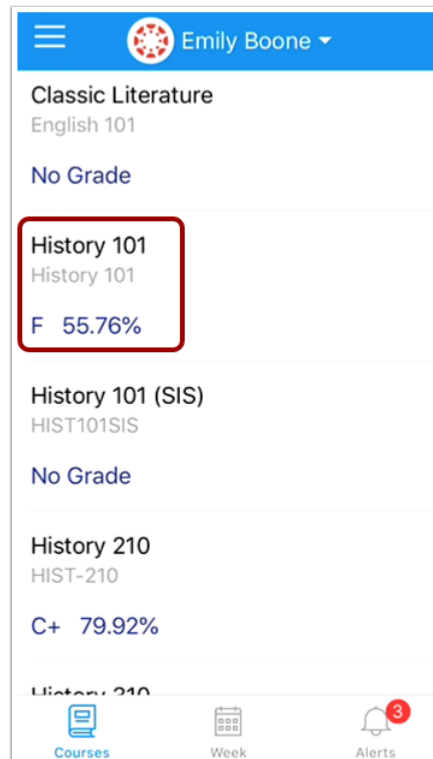 Emily Boone
Classic Literature
English 101
No Grade
History 101
History 101
F 55.76%
History 101 (SIS)
HIST101SIS
No Grade
History 210
HIST-210
C+ 79.92%
3
Courses
Week
Alerts